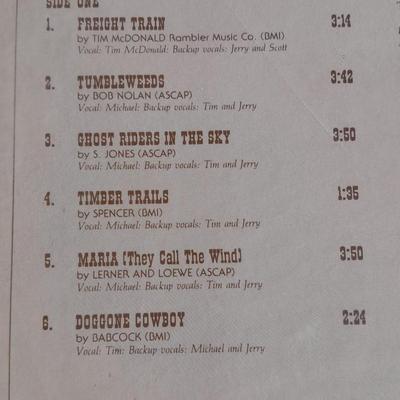 SIDE ONE
1. FREIGHT TRAIN 3:14
by TIM McDONALD Rambler Music Co. (BMI)
Vocal: Tim McDonald: Backup vocals: Jerry and Scott
2. TUMBLEWEEDS 3:42
by BOB NOLAN (ASCAP)
Vocal: Michael: Backup vocals: Tim and Jerry
3. GHOST RIDERS IN THE SKY 3:50
by S. JONES (ASCAP)
Vocal: Michael: Backup vocals: Tim and Jerry
4. TIMBER TRAILS 1:35
by SPENCER (BMI)
Vocal: Michael: Backup vocals: Tim and Jerry
5. MARIA (They Call The Wind) 3:50
by LERNER AND LOEWE (ASCAP)
Vocal: Michael: Backup vocals: Tim and Jerry
6. DOGGONE COWBOY 2:24
by BABCOCK (BMI)
Vocal: Tim: Backup vocals: Michael and Jerry